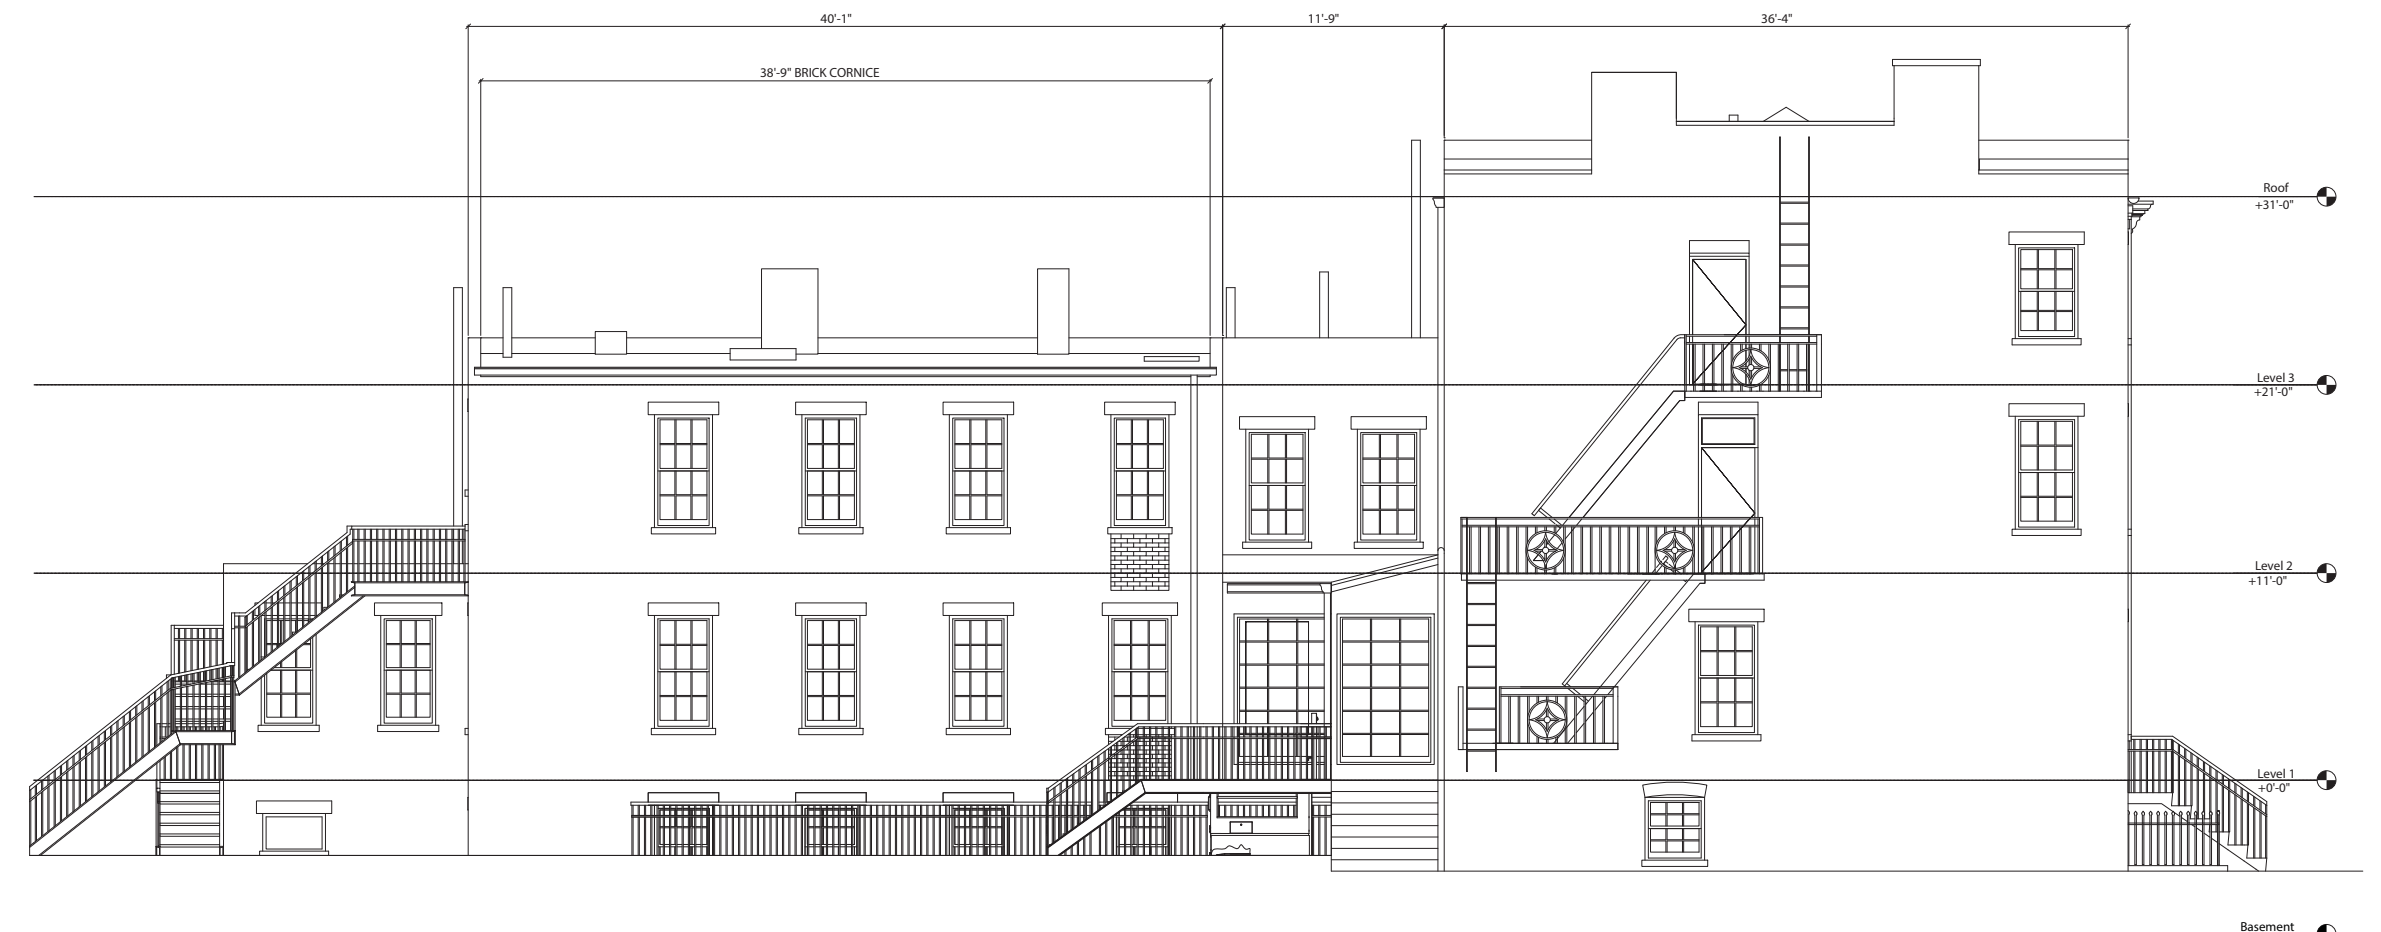 40'-1"
11'-9"
36'-4"
38'-9" BRICK CORNICE
Roof
+31'-0"
Level 3
+21'-0"
Level 2
+11'-0"
Level 1
+0'-0"
Basement